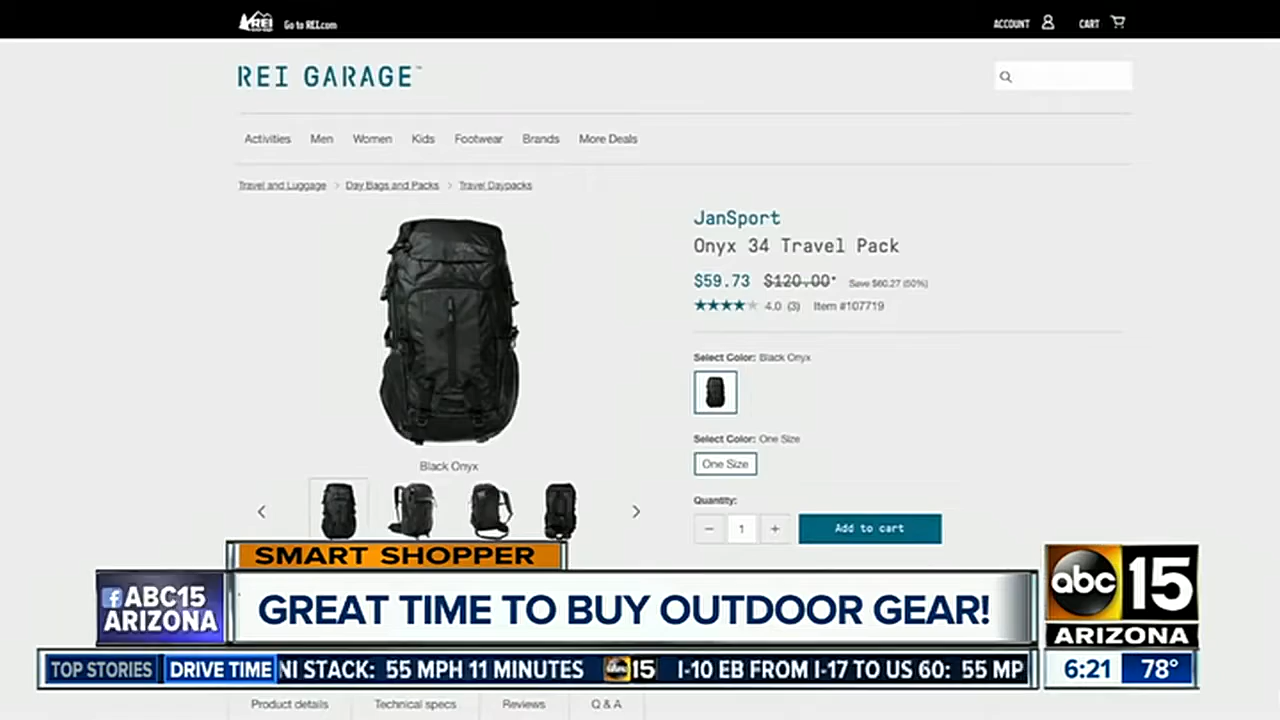 REI
CO-OP
Go to REI.com
ACCOUNT
CART
REI GARAGE™
Activities Men Women Kids Footwear Brands More Deals
Travel and Luggage > Day Bags and Packs > Travel Daypacks
JanSport
Onyx 34 Travel Pack
$59.73 $120.00* Save $60.27 (50%)
4.0 (3) Item #107719
Select Color: Black Onyx
Select Color: One Size
One Size
Black Onyx
Quantity:
− 1 +
Add to cart
SMART SHOPPER
f ABC15
ARIZONA
GREAT TIME TO BUY OUTDOOR GEAR!
abc 15
ARIZONA
TOP STORIES DRIVE TIME NI STACK: 55 MPH 11 MINUTES abc 15 I-10 EB FROM I-17 TO US 60: 55 MP
6:21 78°
Product details Technical specs Reviews Q & A